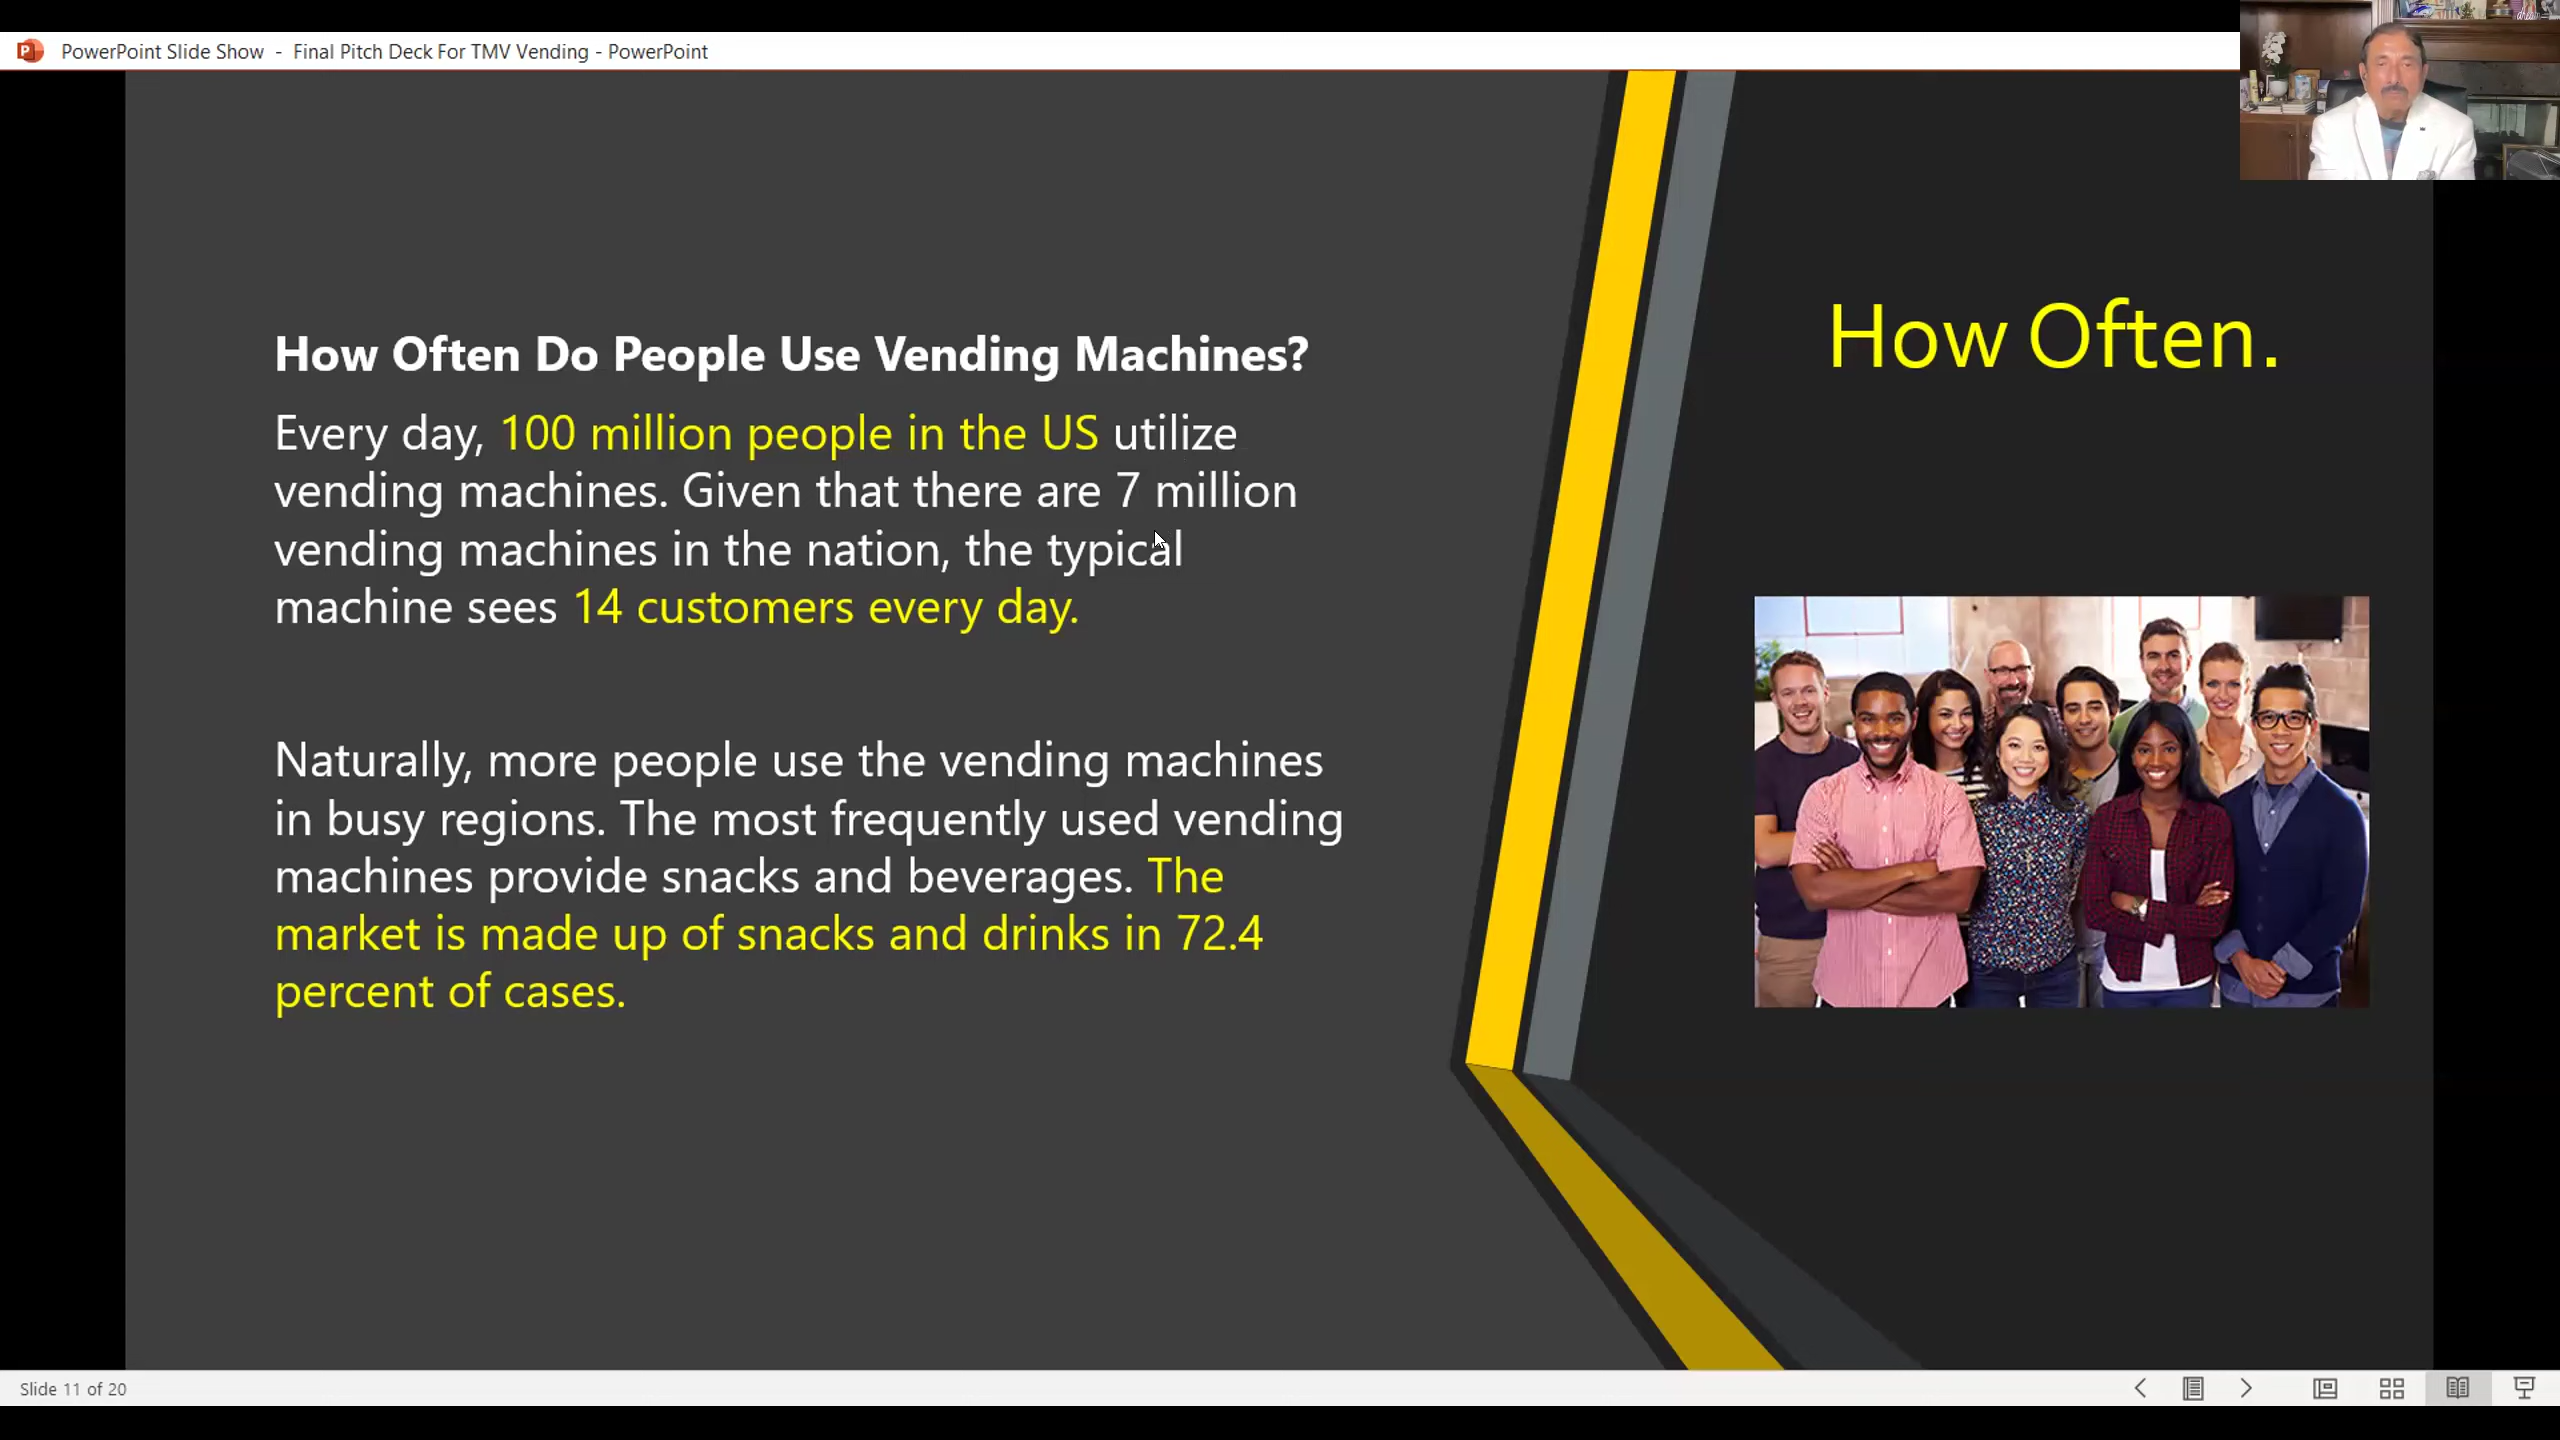 PowerPoint Slide Show - Final Pitch Deck For TMV Vending - PowerPoint
How Often Do People Use Vending Machines?
Every day, 100 million people in the US utilize
vending machines. Given that there are 7 million
vending machines in the nation, the typical
machine sees 14 customers every day.
Naturally, more people use the vending machines
in busy regions. The most frequently used vending
machines provide snacks and beverages. The
market is made up of snacks and drinks in 72.4
percent of cases.
How Often.
Slide 11 of 20